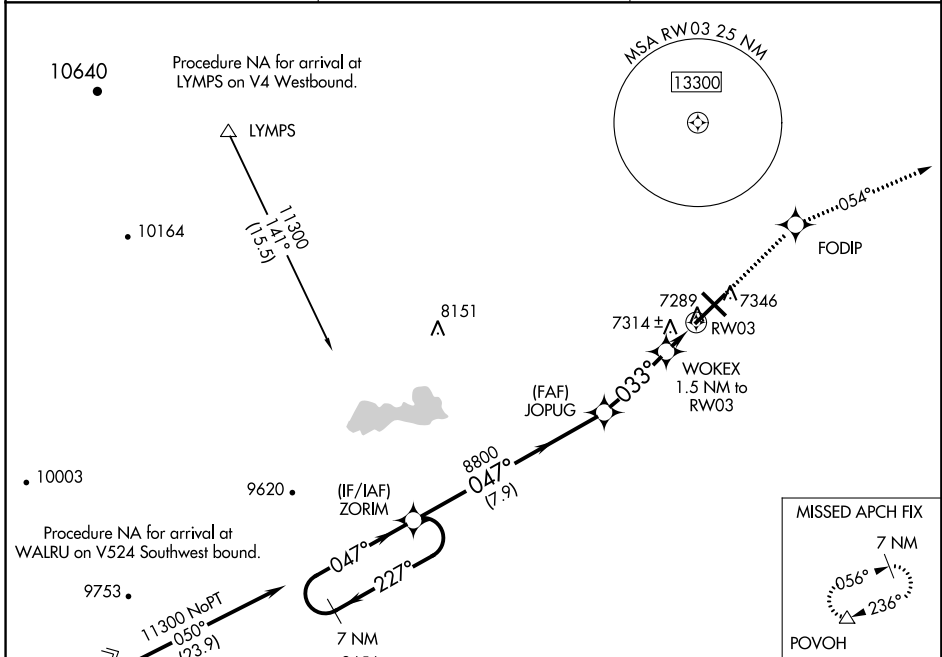 10640
Procedure NA for arrival at
LYMPS on V4 Westbound.
MSA RW03 25 NM
13300
LYMPS
11300
141°
(15.5)
10164
054°
FODIP
8151
7289
7346
7314 ±
RW03
WOKEX
1.5 NM to
RW03
033°
(FAF)
JOPUG
8800
047°
(7.9)
10003
9620
(IF/IAF)
ZORIM
Procedure NA for arrival at
WALRU on V524 Southwest bound.
047°
227°
9753
11300 NoPT
050°
(23.9)
7 NM
MISSED APCH FIX
7 NM
056°
236°
POVOH